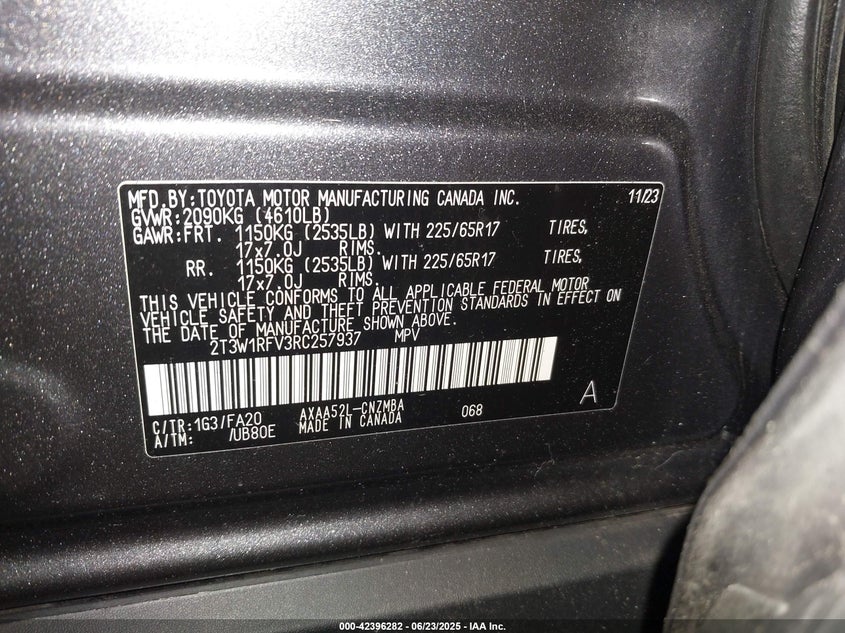 MFD.BY:TOYOTA MOTOR MANUFACTURING CANADA INC. 11/23
GVWR:2090KG (4610LB)
GAWR:FRT. 1150KG (2535LB) WITH 225/65R17 TIRES,
17x7.0J RIMS.
RR. 1150KG (2535LB) WITH 225/65R17 TIRES,
17x7.0J RIMS.
THIS VEHICLE CONFORMS TO ALL APPLICABLE FEDERAL MOTOR
VEHICLE SAFETY AND THEFT PREVENTION STANDARDS IN EFFECT ON
THE DATE OF MANUFACTURE SHOWN ABOVE.
2T3W1RFV3RC257937 MPV
A
C/TR:1G3/FA20 AXAA52L-CNZMBA 068
A/TM: /UB80E MADE IN CANADA
000-42396282 - 06/23/2025 - IAA Inc.